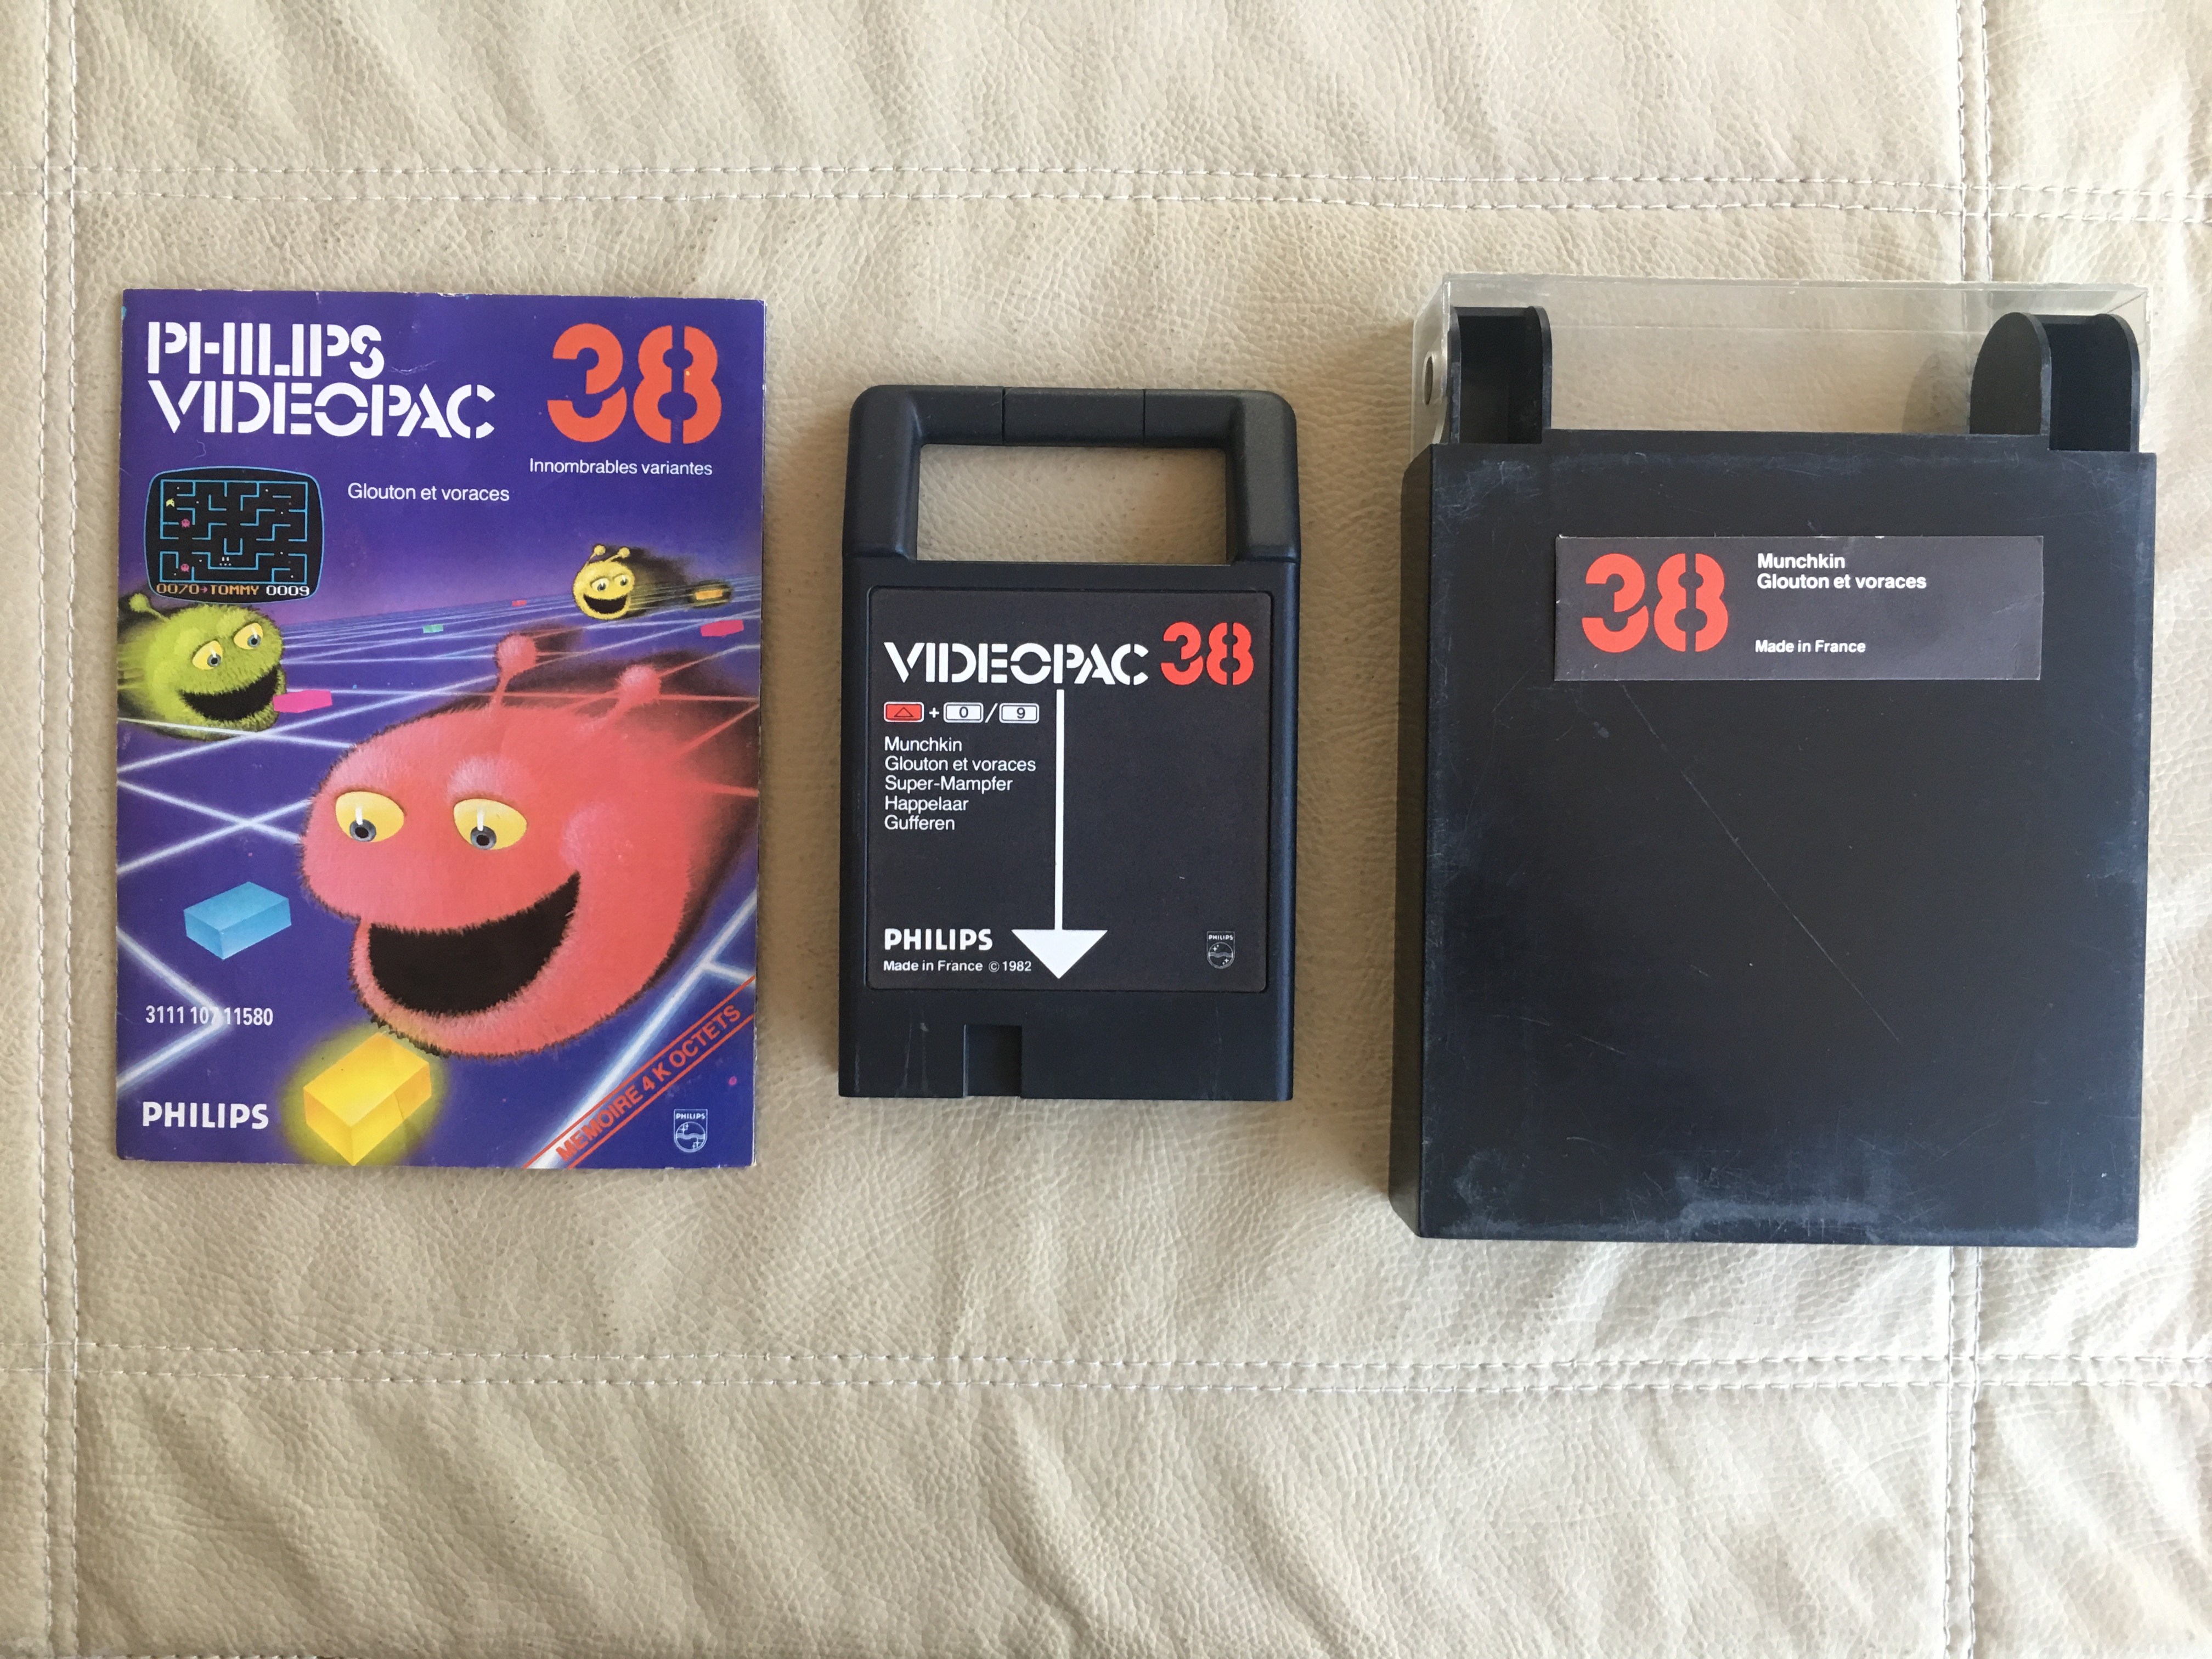 PHILIPS
VIDEOPAC
38
Innombrables variantes
Glouton et voraces
0070→TOMMY 0009
3111 107 11580
PHILIPS
MEMOIRE 4 K OCTETS
PHILIPS
VIDEOPAC 38
+ 0 / 9
Munchkin
Glouton et voraces
Super-Mampfer
Happelaar
Gufferen
PHILIPS
Made in France © 1982
PHILIPS
38
Munchkin
Glouton et voraces
Made in France